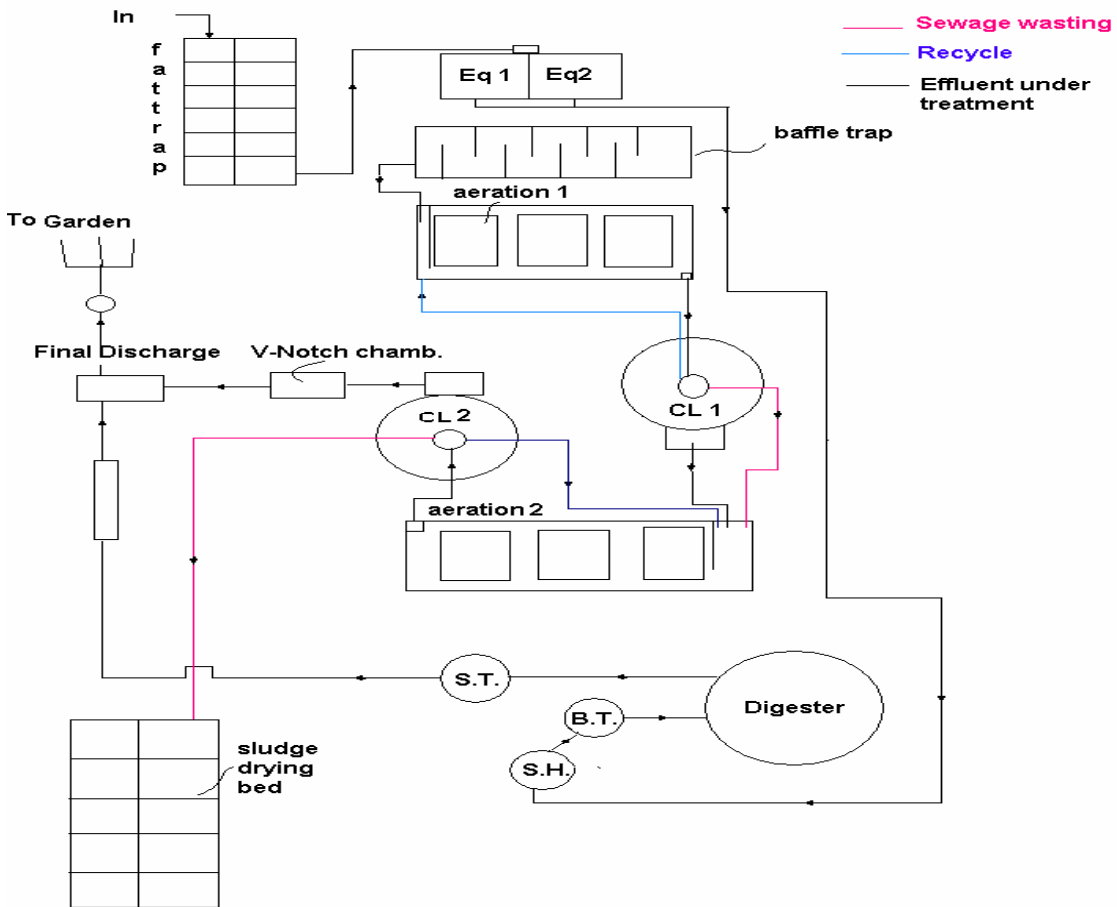 In
fattrap
Eq 1
Eq2
Sewage wasting
Recycle
Effluent under
treatment
baffle trap
aeration 1
To Garden
Final Discharge
V-Notch chamb.
CL 1
CL 2
aeration 2
S.T.
B.T.
S.H.
Digester
sludge
drying
bed